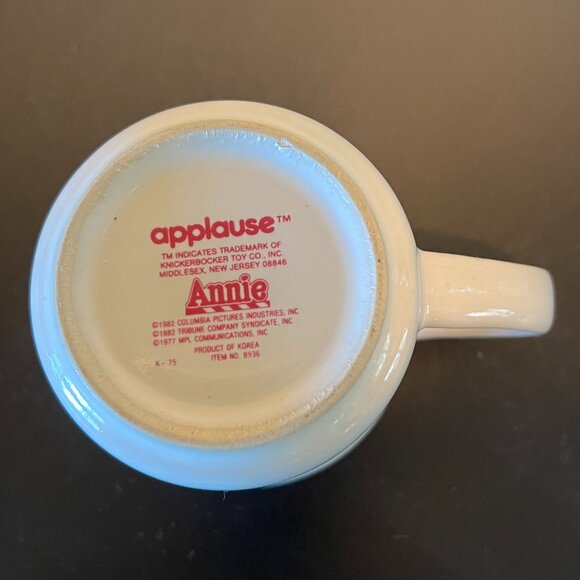 applause™
TM INDICATES TRADEMARK OF
KNICKERBOCKER TOY CO., INC.
MIDDLESEX, NEW JERSEY 08846
Annie
©1982 COLUMBIA PICTURES INDUSTRIES, INC
©1982 TRIBUNE COMPANY SYNDICATE, INC
©1977 MPL COMMUNICATIONS, INC
PRODUCT OF KOREA
K-75
ITEM NO 8936